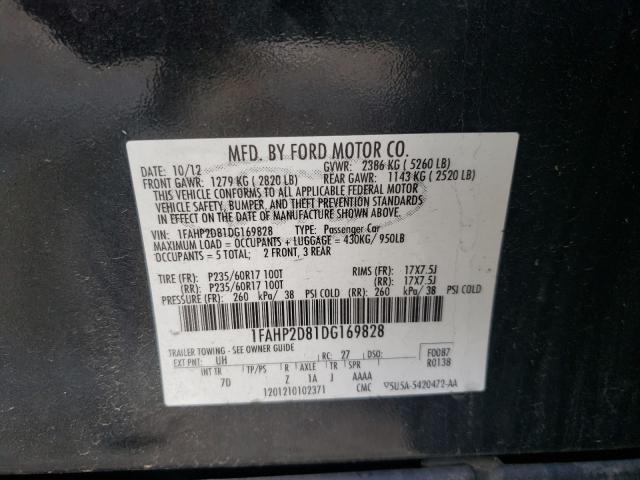 MFD. BY FORD MOTOR CO.
DATE: 10/12 GVWR: 2386 KG ( 5260 LB)
FRONT GAWR: 1279 KG ( 2820 LB) REAR GAWR: 1143 KG ( 2520 LB)
THIS VEHICLE CONFORMS TO ALL APPLICABLE FEDERAL MOTOR
VEHICLE SAFETY, BUMPER, AND THEFT PREVENTION STANDARDS
IN EFFECT ON THE DATE OF MANUFACTURE SHOWN ABOVE.
VIN: 1FAHP2D81DG169828 TYPE: Passenger Car
MAXIMUM LOAD = OCCUPANTS + LUGGAGE = 430KG/ 950LB
OCCUPANTS = 5 TOTAL; 2 FRONT, 3 REAR
TIRE (FR): P235/60R17 100T RIMS (FR): 17X7.5J
(RR): P235/60R17 100T (RR): 17X7.5J
PRESSURE (FR): 260 kPa/ 38 PSI COLD (RR): 260 kPa/ 38 PSI COLD
1FAHP2D81DG169828
TRAILER TOWING - SEE OWNER GUIDE
EXT PNT: UH RC: 27 DSO: F0087
R0138
INT TR TP/PS R AXLE TR SPR
7D Z 1A J AAAA
1201210102371 CMC SU5A-5420472-AA